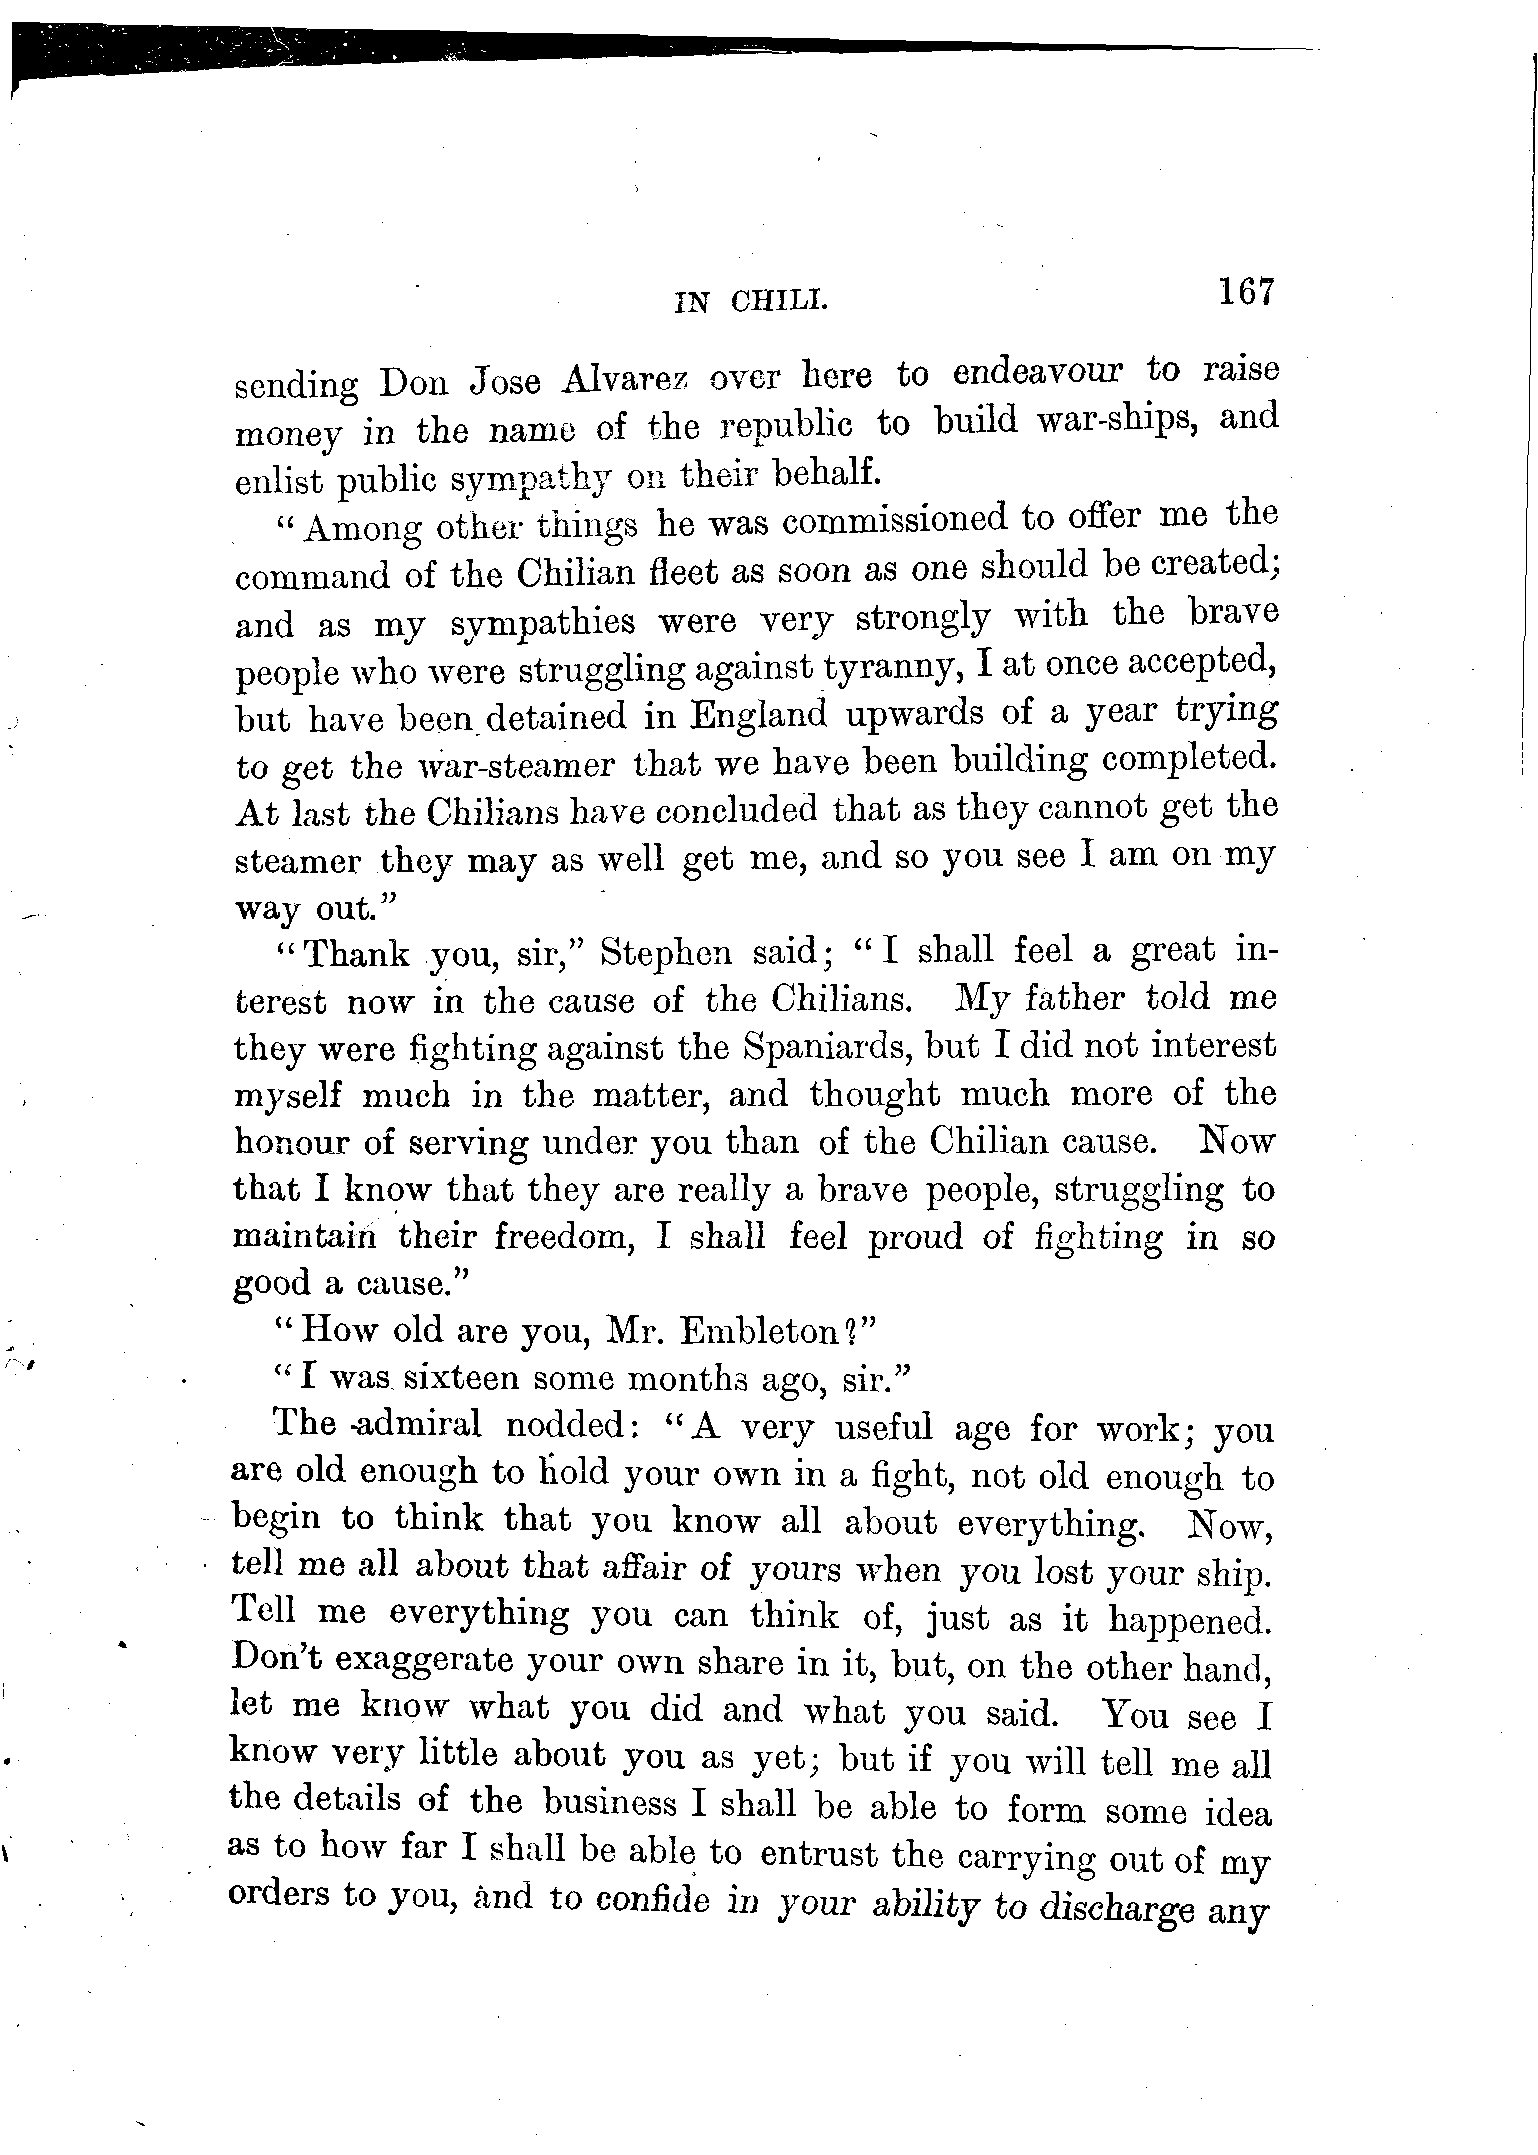 IN CHILI. 167
sending Don Jose Alvarez over here to endeavour to raise
money in the name of the republic to build war-ships, and
enlist public sympathy on their behalf.
"Among other things he was commissioned to offer me the
command of the Chilian fleet as soon as one should be created;
and as my sympathies were very strongly with the brave
people who were struggling against tyranny, I at once accepted,
but have been detained in England upwards of a year trying
to get the war-steamer that we have been building completed.
At last the Chilians have concluded that as they cannot get the
steamer they may as well get me, and so you see I am on my
way out."
"Thank you, sir," Stephen said; "I shall feel a great in-
terest now in the cause of the Chilians. My father told me
they were fighting against the Spaniards, but I did not interest
myself much in the matter, and thought much more of the
honour of serving under you than of the Chilian cause. Now
that I know that they are really a brave people, struggling to
maintain their freedom, I shall feel proud of fighting in so
good a cause."
"How old are you, Mr. Embleton?"
"I was sixteen some months ago, sir."
The admiral nodded: "A very useful age for work; you
are old enough to hold your own in a fight, not old enough to
begin to think that you know all about everything. Now,
tell me all about that affair of yours when you lost your ship.
Tell me everything you can think of, just as it happened.
Don't exaggerate your own share in it, but, on the other hand,
let me know what you did and what you said. You see I
know very little about you as yet; but if you will tell me all
the details of the business I shall be able to form some idea
as to how far I shall be able to entrust the carrying out of my
orders to you, and to confide in your ability to discharge any